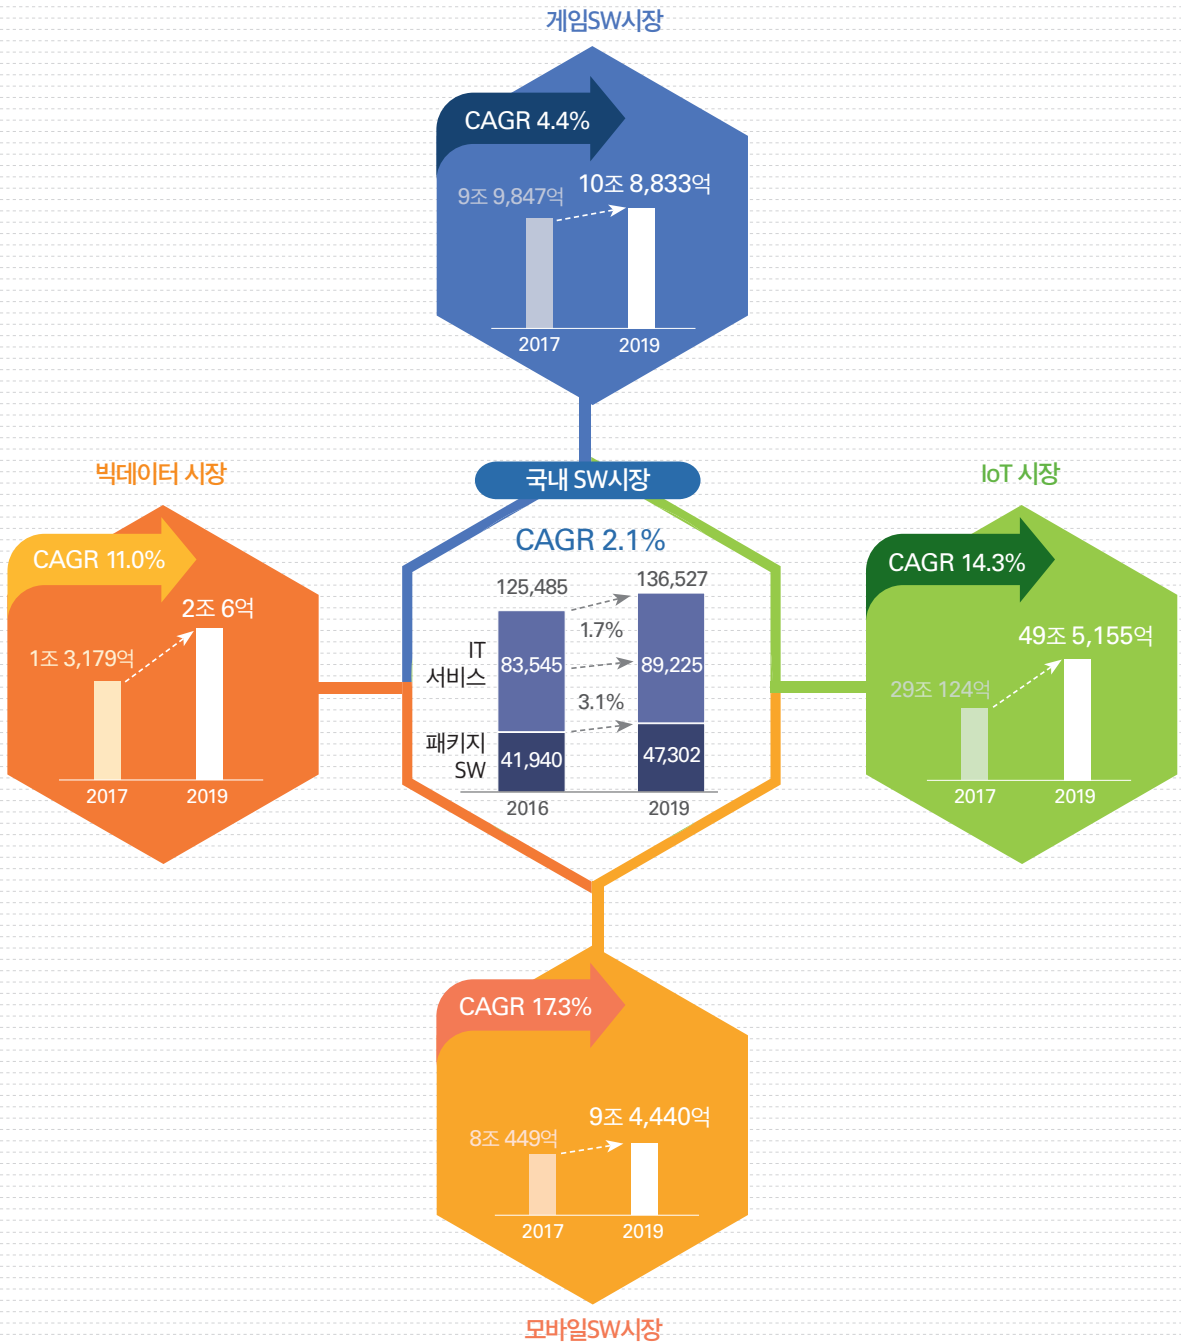 게임SW시장
CAGR 4.4%
9조 9,847억
10조 8,833억
2017
2019
빅데이터 시장
CAGR 11.0%
1조 3,179억
2조 6억
2017
2019
국내 SW시장
CAGR 2.1%
125,485
136,527
1.7%
IT
서비스
83,545
89,225
3.1%
패키지
SW
41,940
47,302
2016
2019
IoT 시장
CAGR 14.3%
29조 124억
49조 5,155억
2017
2019
CAGR 17.3%
8조 449억
9조 4,440억
2017
2019
모바일SW시장